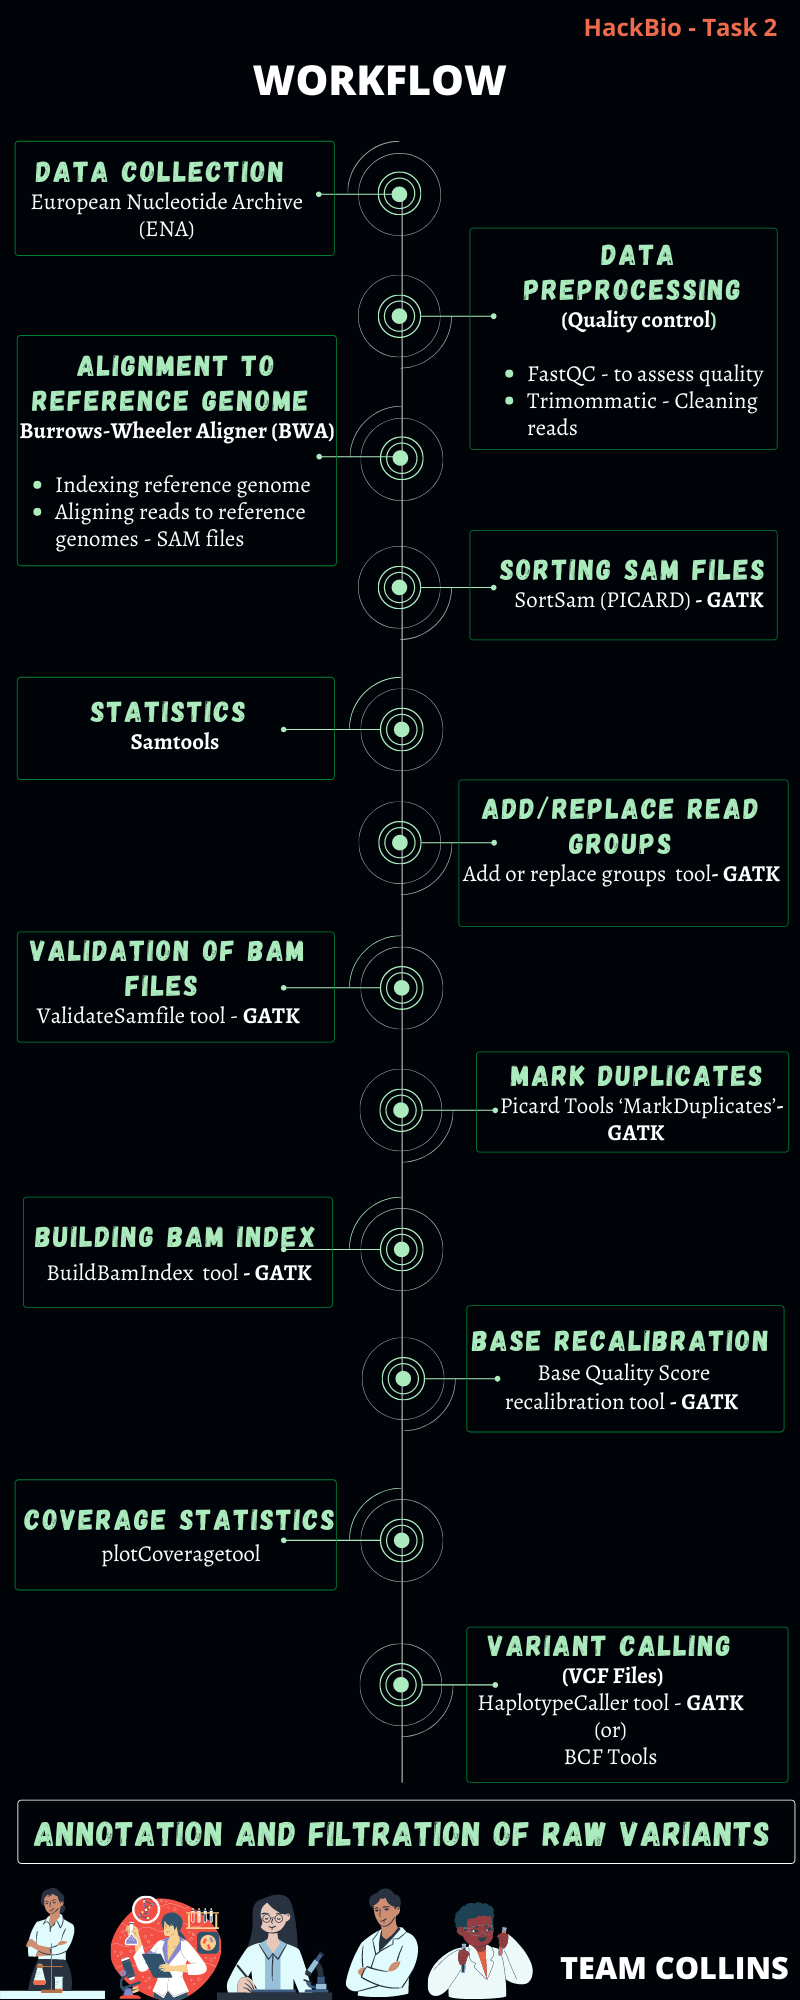 HackBio - Task 2
WORKFLOW
DATA COLLECTION
European Nucleotide Archive
(ENA)
DATA
PREPROCESSING
(Quality control)
• FastQC - to assess quality
• Trimommatic - Cleaning
reads
ALIGNMENT TO
REFERENCE GENOME
Burrows-Wheeler Aligner (BWA)
• Indexing reference genome
• Aligning reads to reference
genomes - SAM files
SORTING SAM FILES
SortSam (PICARD) - GATK
STATISTICS
Samtools
ADD/REPLACE READ
GROUPS
Add or replace groups tool- GATK
VALIDATION OF BAM
FILES
ValidateSamfile tool - GATK
MARK DUPLICATES
Picard Tools ‘MarkDuplicates’-
GATK
BUILDING BAM INDEX
BuildBamIndex tool - GATK
BASE RECALIBRATION
Base Quality Score
recalibration tool - GATK
COVERAGE STATISTICS
plotCoveragetool
VARIANT CALLING
(VCF Files)
HaplotypeCaller tool - GATK
(or)
BCF Tools
ANNOTATION AND FILTRATION OF RAW VARIANTS
TEAM COLLINS